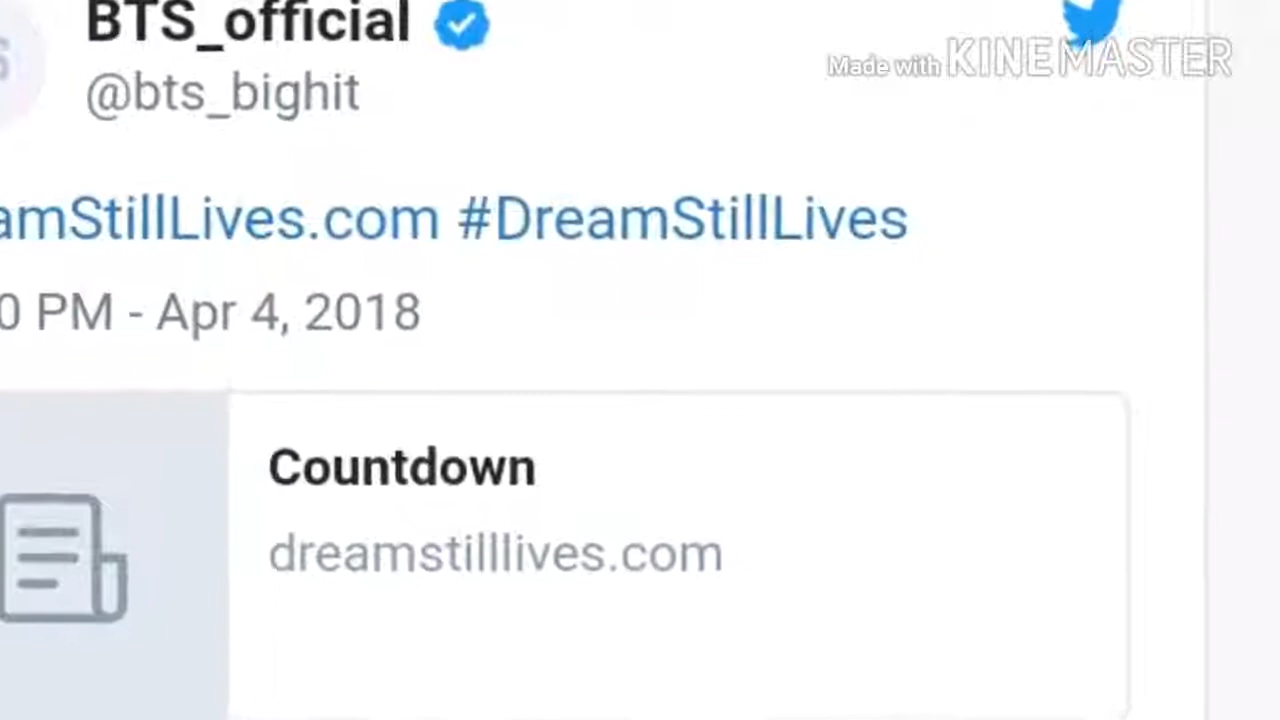 BTS_official
@bts_bighit
Made with KINEMASTER
amStillLives.com #DreamStillLives
0 PM - Apr 4, 2018
Countdown
dreamstilllives.com